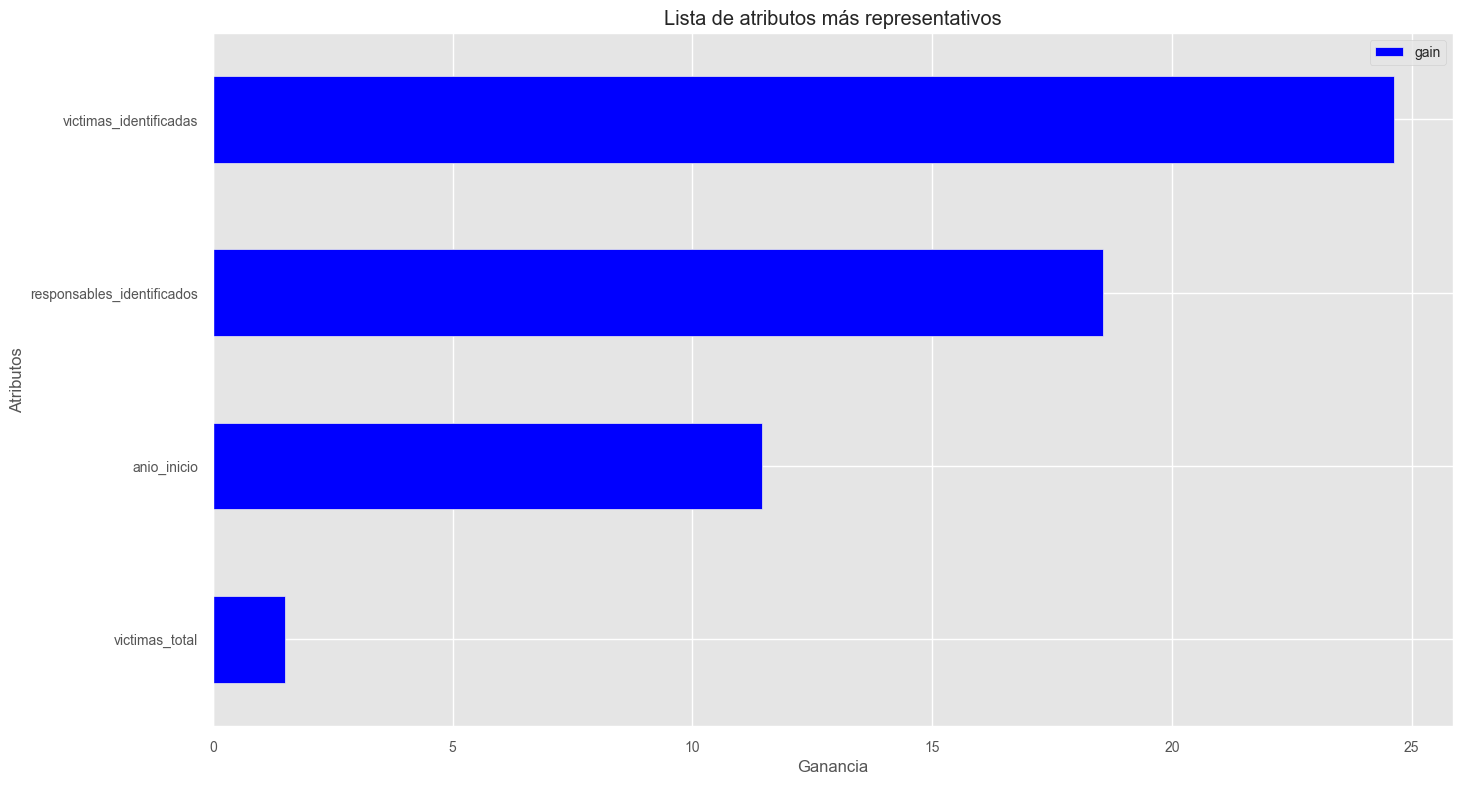 Lista de atributos más representativos
gain
victimas_identificadas
responsables_identificados
anio_inicio
victimas_total
Atributos
0 5 10 15 20 25
Ganancia